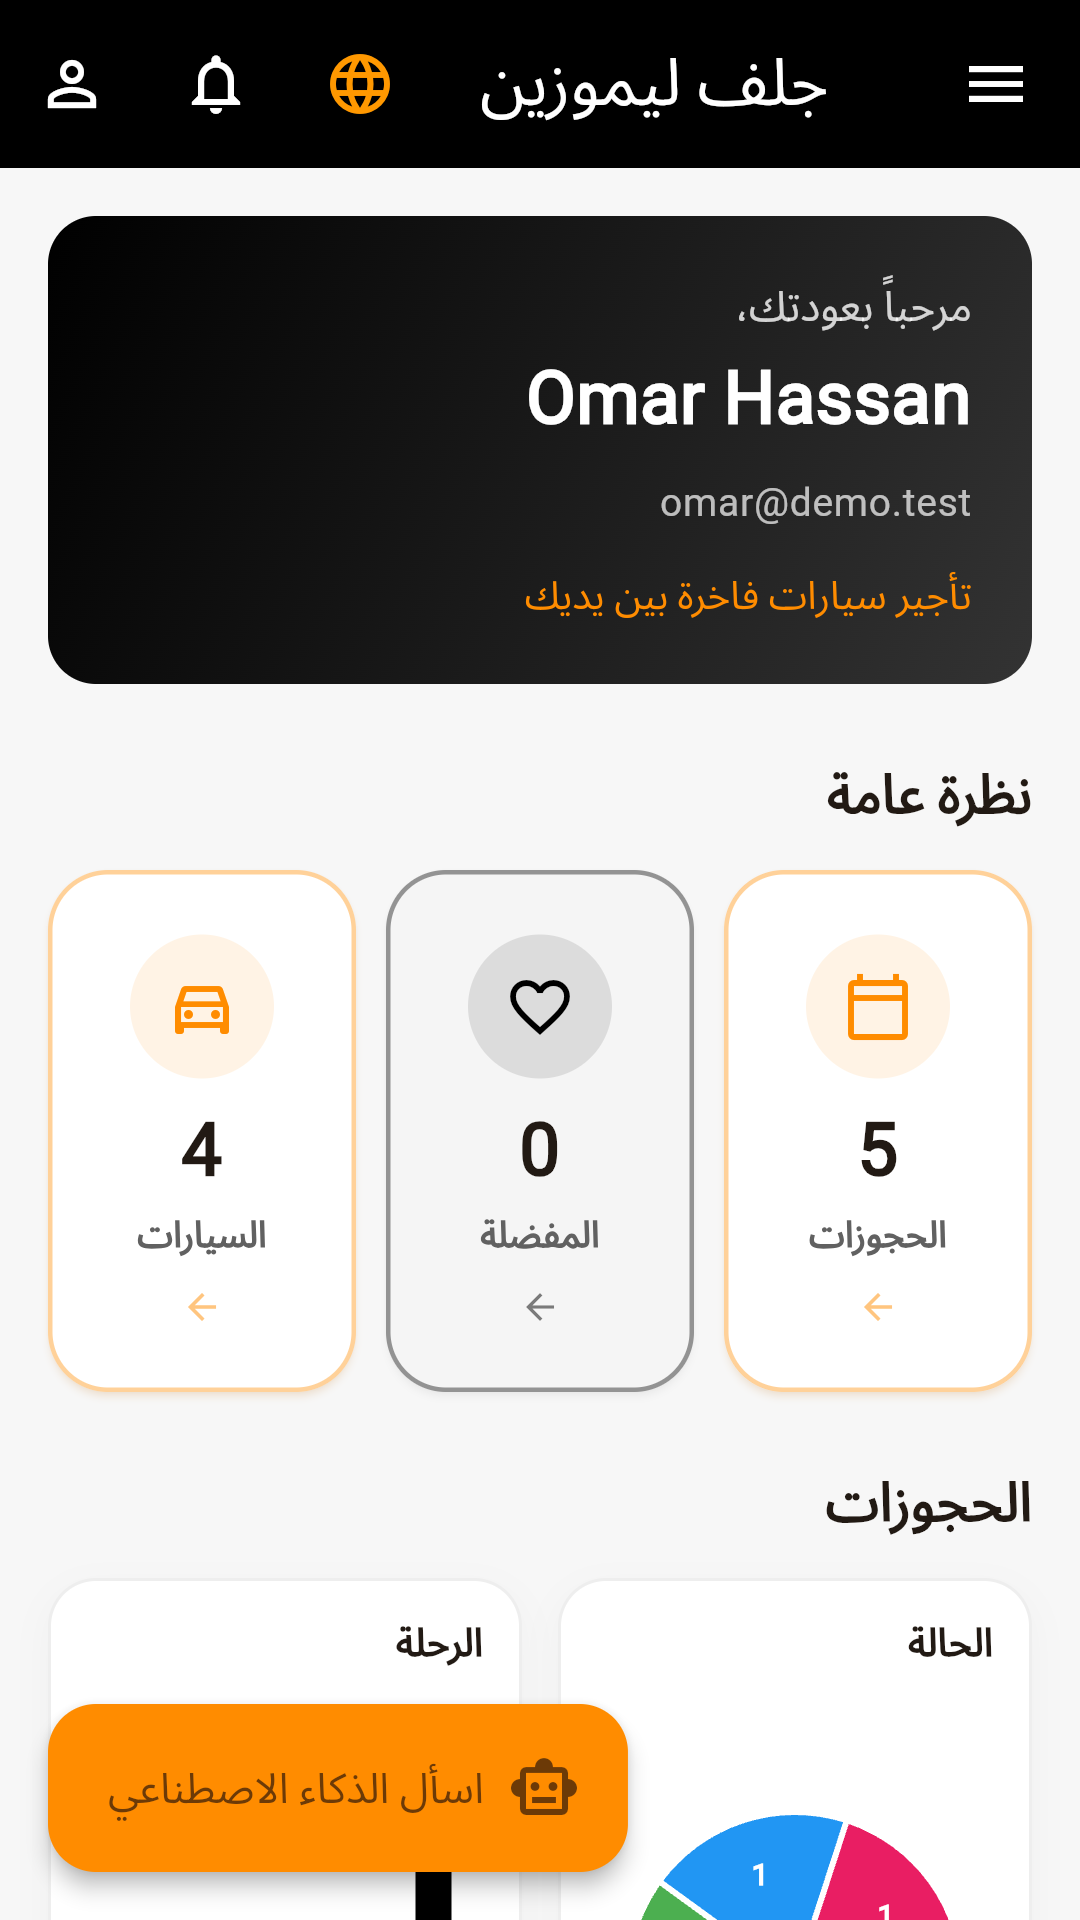 جلف ليموزين
مرحباً بعودتك،
Omar Hassan
omar@demo.test
تأجير سيارات فاخرة بين يديك
نظرة عامة
5
الحجوزات
0
المفضلة
4
السيارات
الحجوزات
الحالة
1
1
الرحلة
اسأل الذكاء الاصطناعي